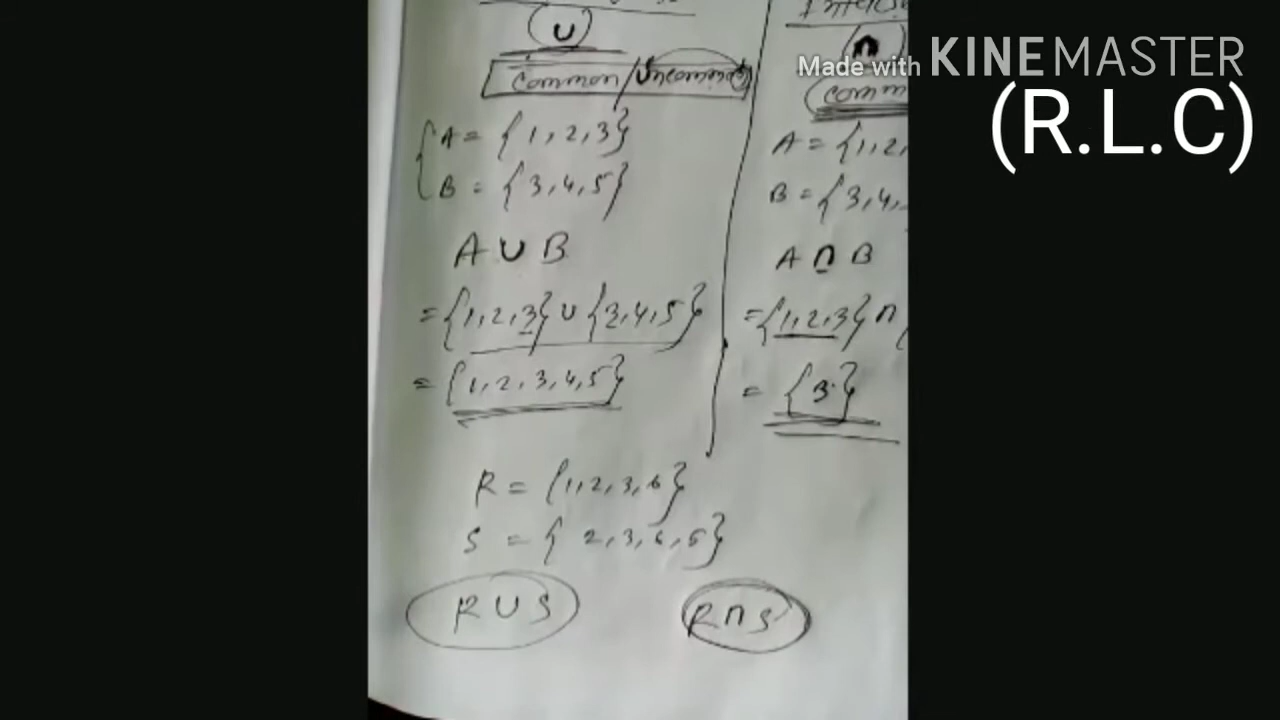 (∪)
Common/Uncommon
A = {1,2,3}
B = {3,4,5}
A ∪ B
= {1,2,3} ∪ {3,4,5}
= {1,2,3,4,5}
(∩)
(comm
A = {1,2,
B = {3,4,
A ∩ B
= {1,2,3} ∩
= {3}
R = {1,2,3,6}
S = { 2,3,6,5}
R ∪ S
R ∩ S
Made with KINEMASTER
(R.L.C)